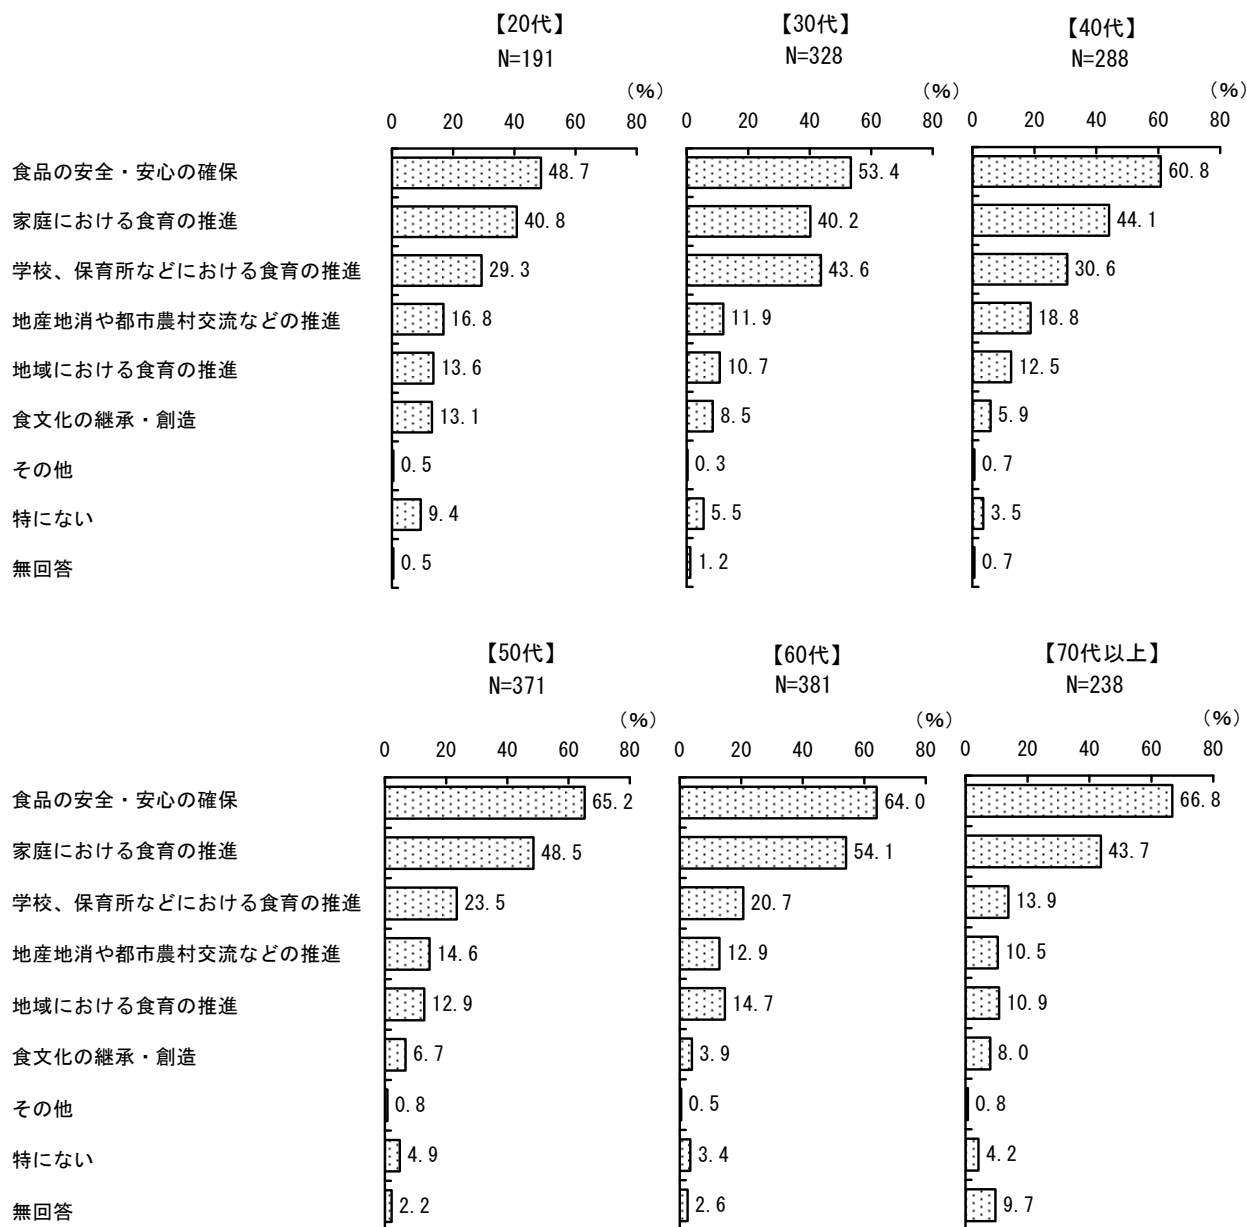 【20代】 【30代】 【40代】
N=191 N=328 N=288
(%) (%) (%)
0 20 40 60 80 0 20 40 60 80 0 20 40 60 80
食品の安全・安心の確保 48.7 53.4 60.8
家庭における食育の推進 40.8 40.2 44.1
学校、保育所などにおける食育の推進 29.3 43.6 30.6
地産地消や都市農村交流などの推進 16.8 11.9 18.8
地域における食育の推進 13.6 10.7 12.5
食文化の継承・創造 13.1 8.5 5.9
その他 0.5 0.3 0.7
特にない 9.4 5.5 3.5
無回答 0.5 1.2 0.7
【50代】 【60代】 【70代以上】
N=371 N=381 N=238
(%) (%) (%)
0 20 40 60 80 0 20 40 60 80 0 20 40 60 80
食品の安全・安心の確保 65.2 64.0 66.8
家庭における食育の推進 48.5 54.1 43.7
学校、保育所などにおける食育の推進 23.5 20.7 13.9
地産地消や都市農村交流などの推進 14.6 12.9 10.5
地域における食育の推進 12.9 14.7 10.9
食文化の継承・創造 6.7 3.9 8.0
その他 0.8 0.5 0.8
特にない 4.9 3.4 4.2
無回答 2.2 2.6 9.7